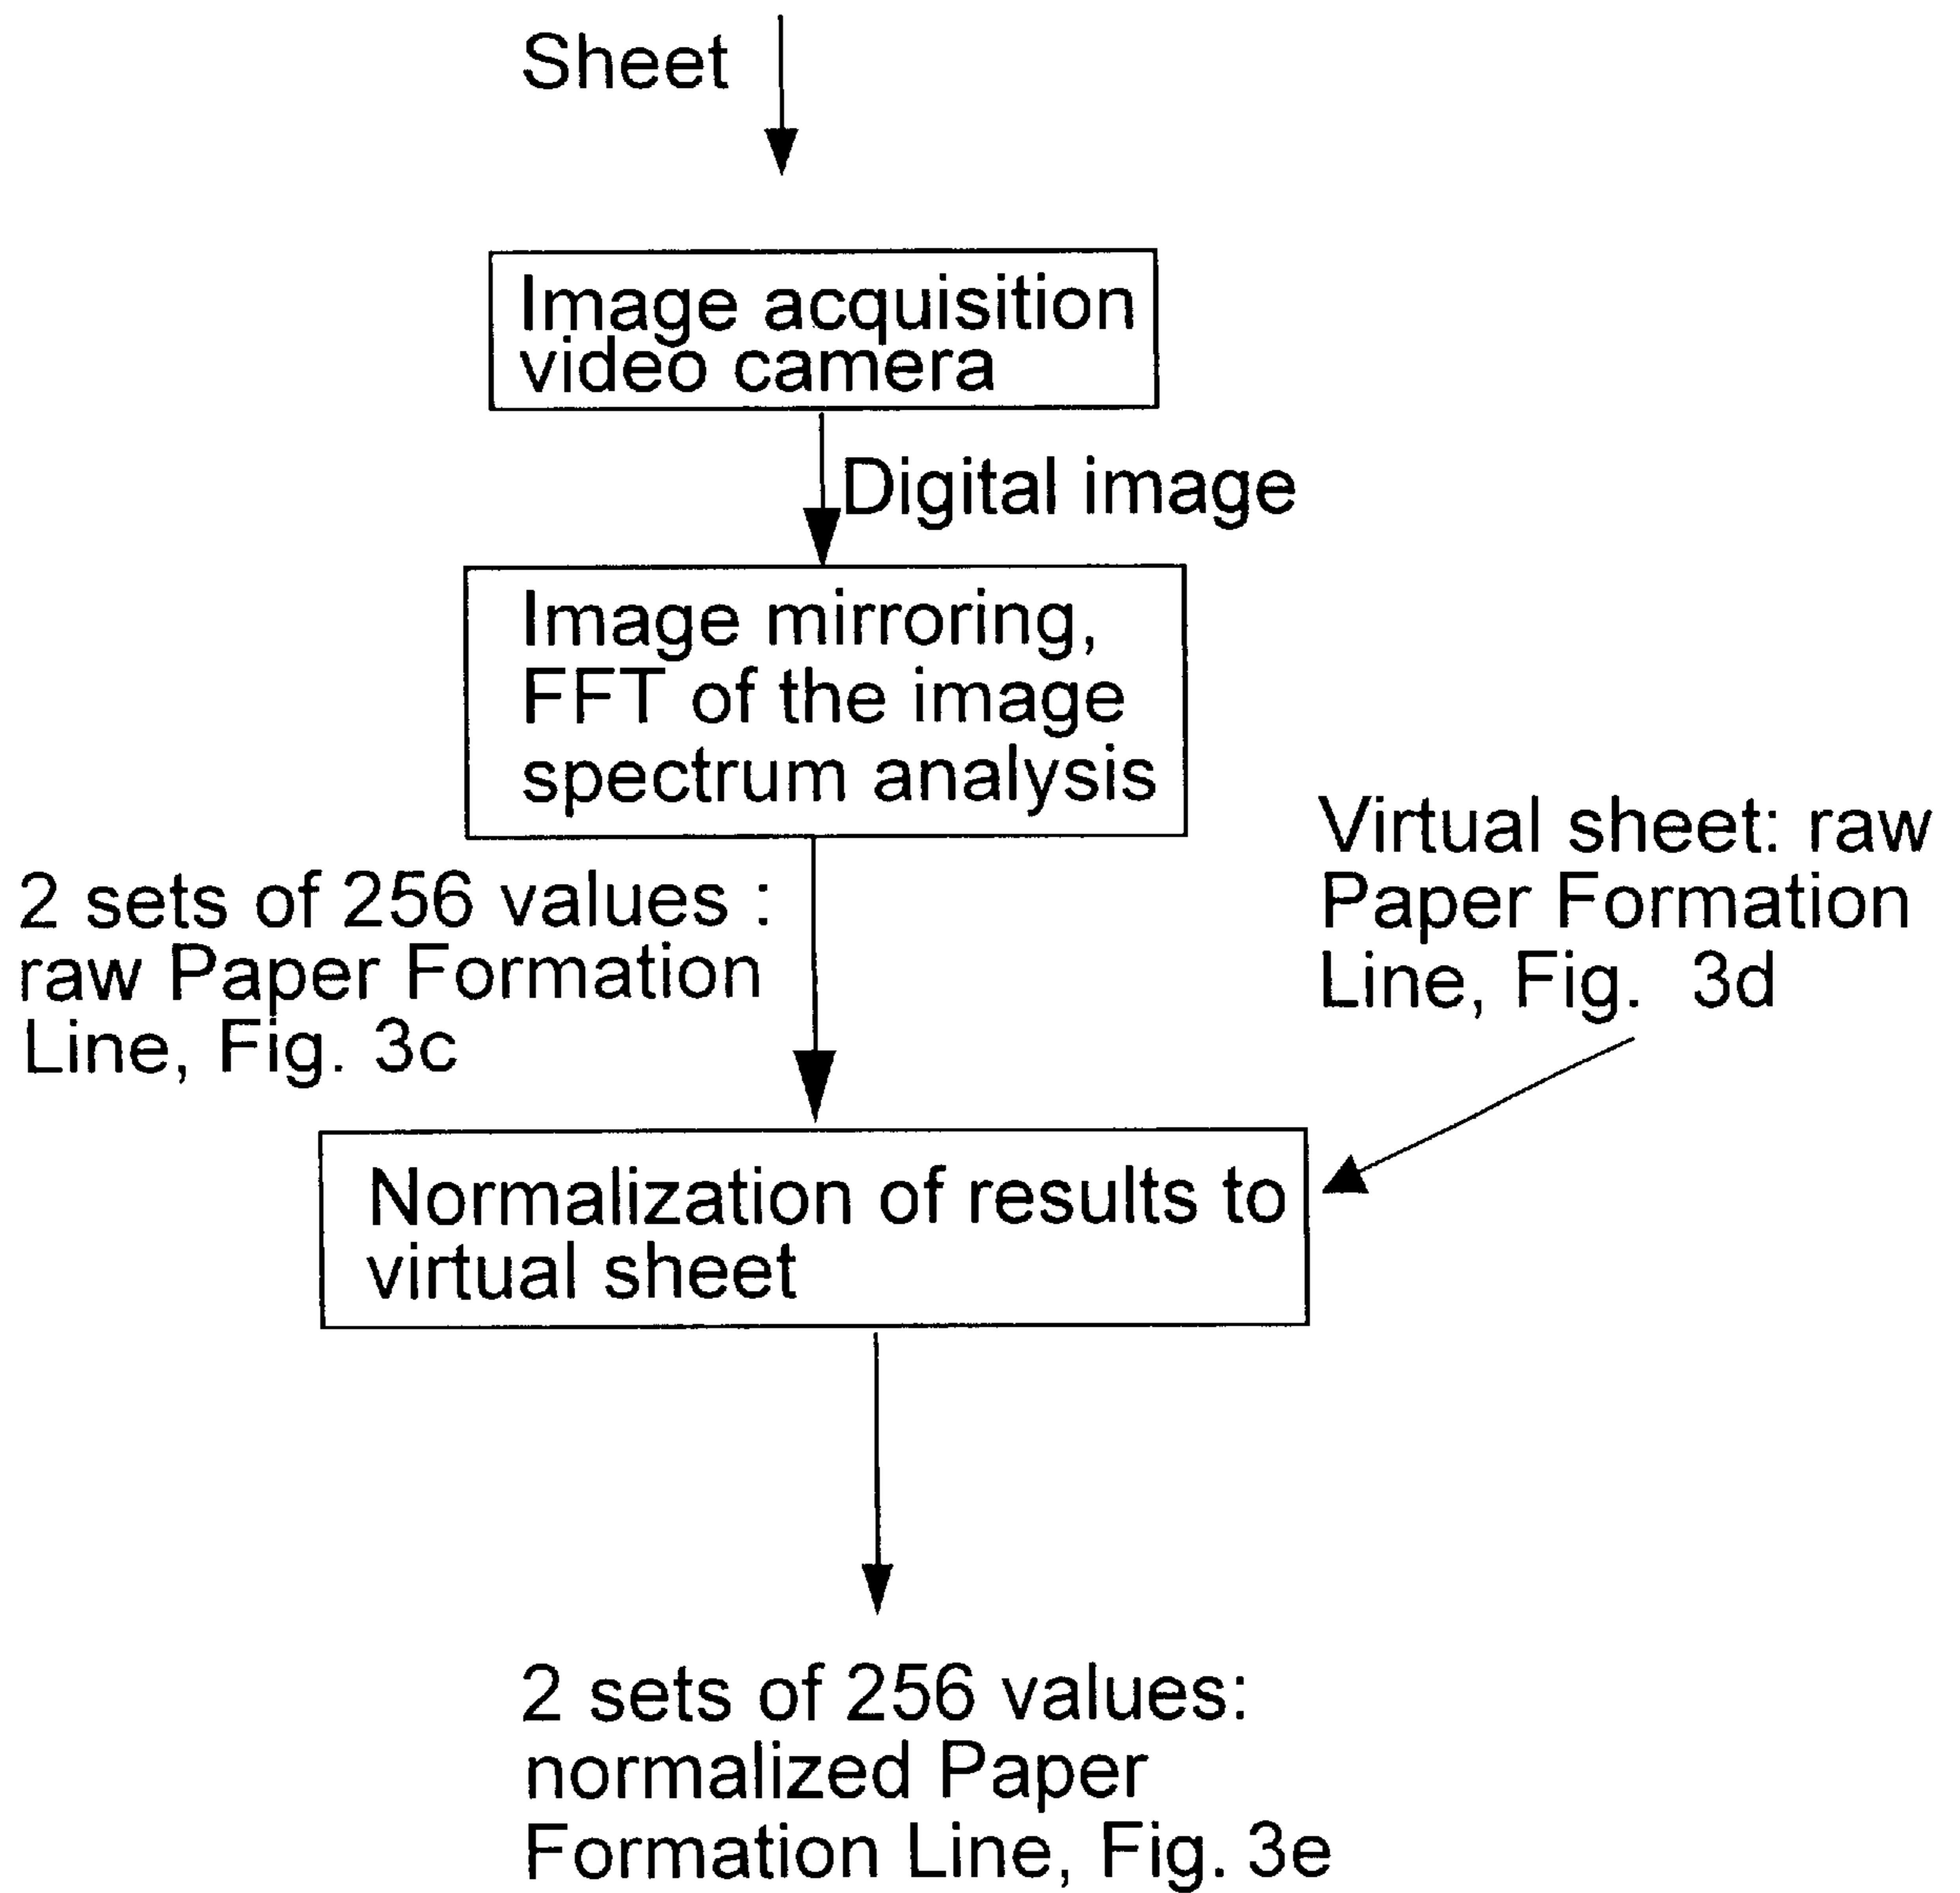 Sheet
Image acquisition
video camera
Digital image
Image mirroring,
FFT of the image
spectrum analysis
2 sets of 256 values :
raw Paper Formation
Line, Fig. 3c
Virtual sheet: raw
Paper Formation
Line, Fig. 3d
Normalization of results to
virtual sheet
2 sets of 256 values:
normalized Paper
Formation Line, Fig. 3e